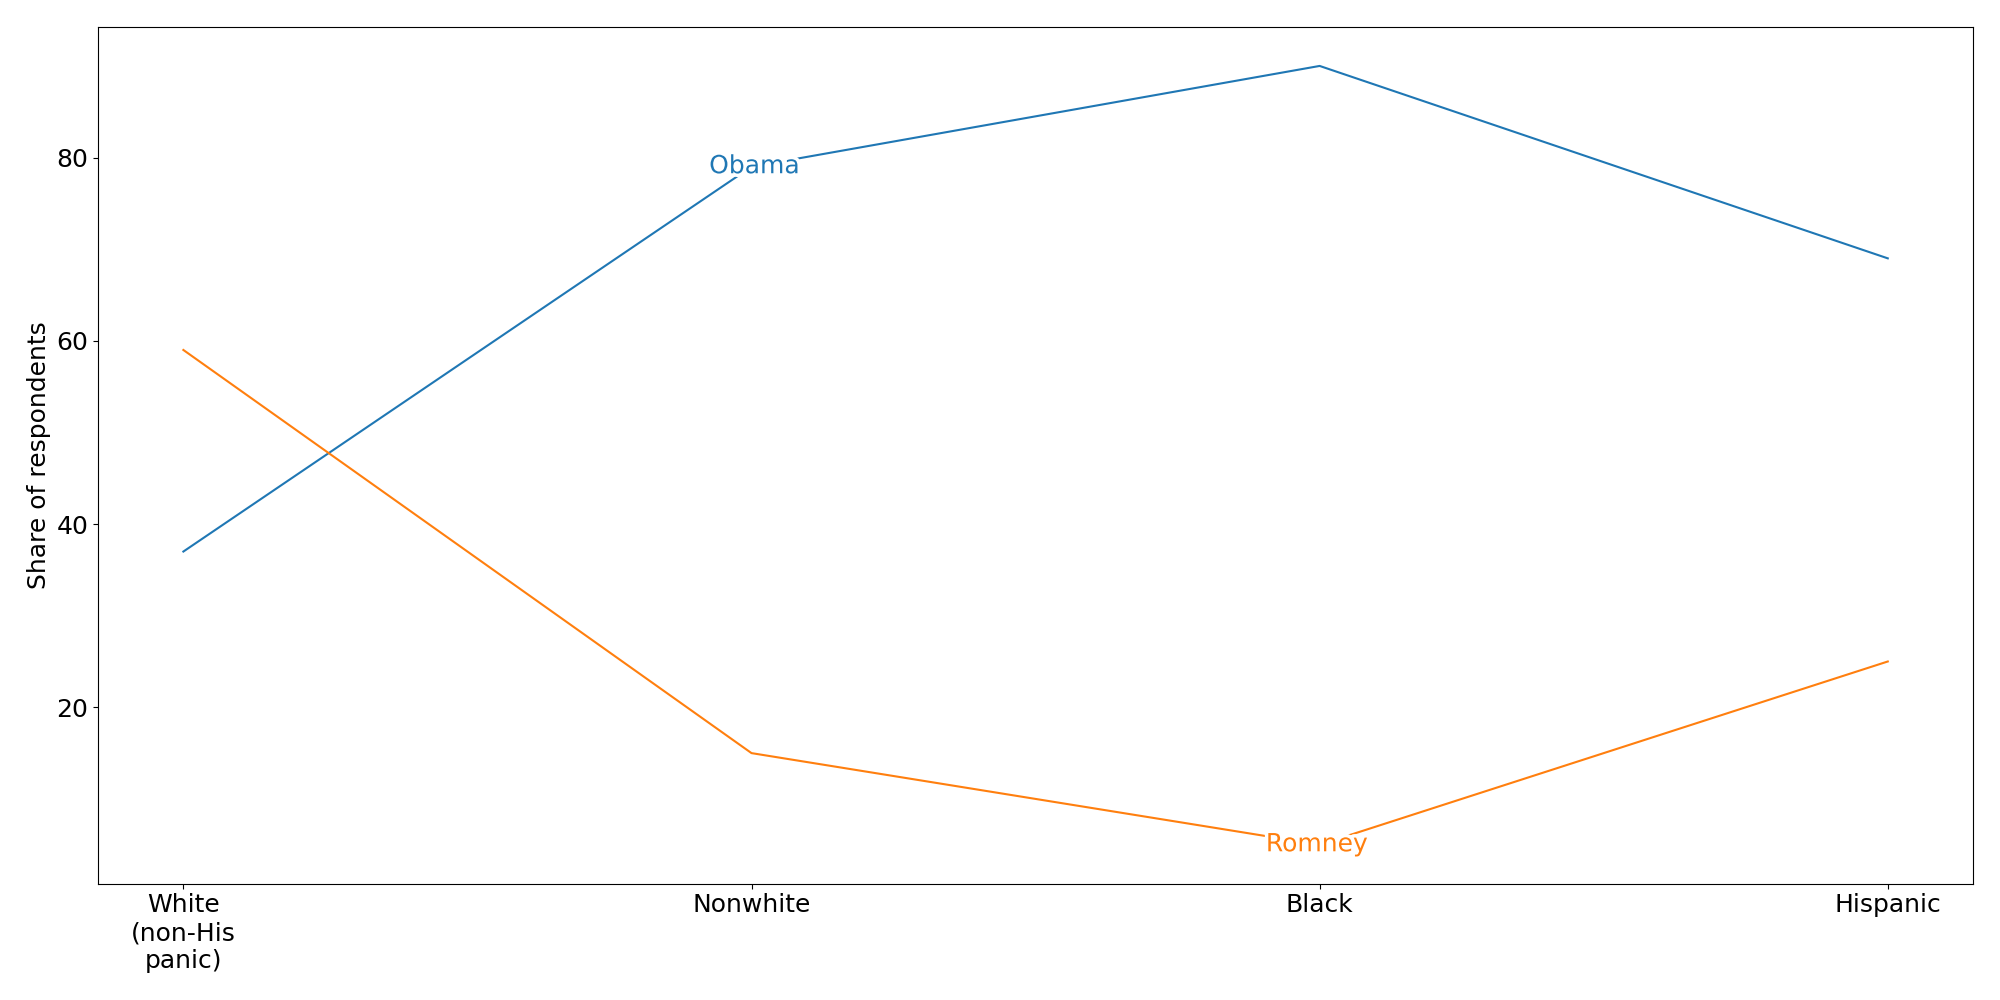 Share of respondents
80
60
40
20
Obama
Romney
White
(non-His
panic)
Nonwhite
Black
Hispanic